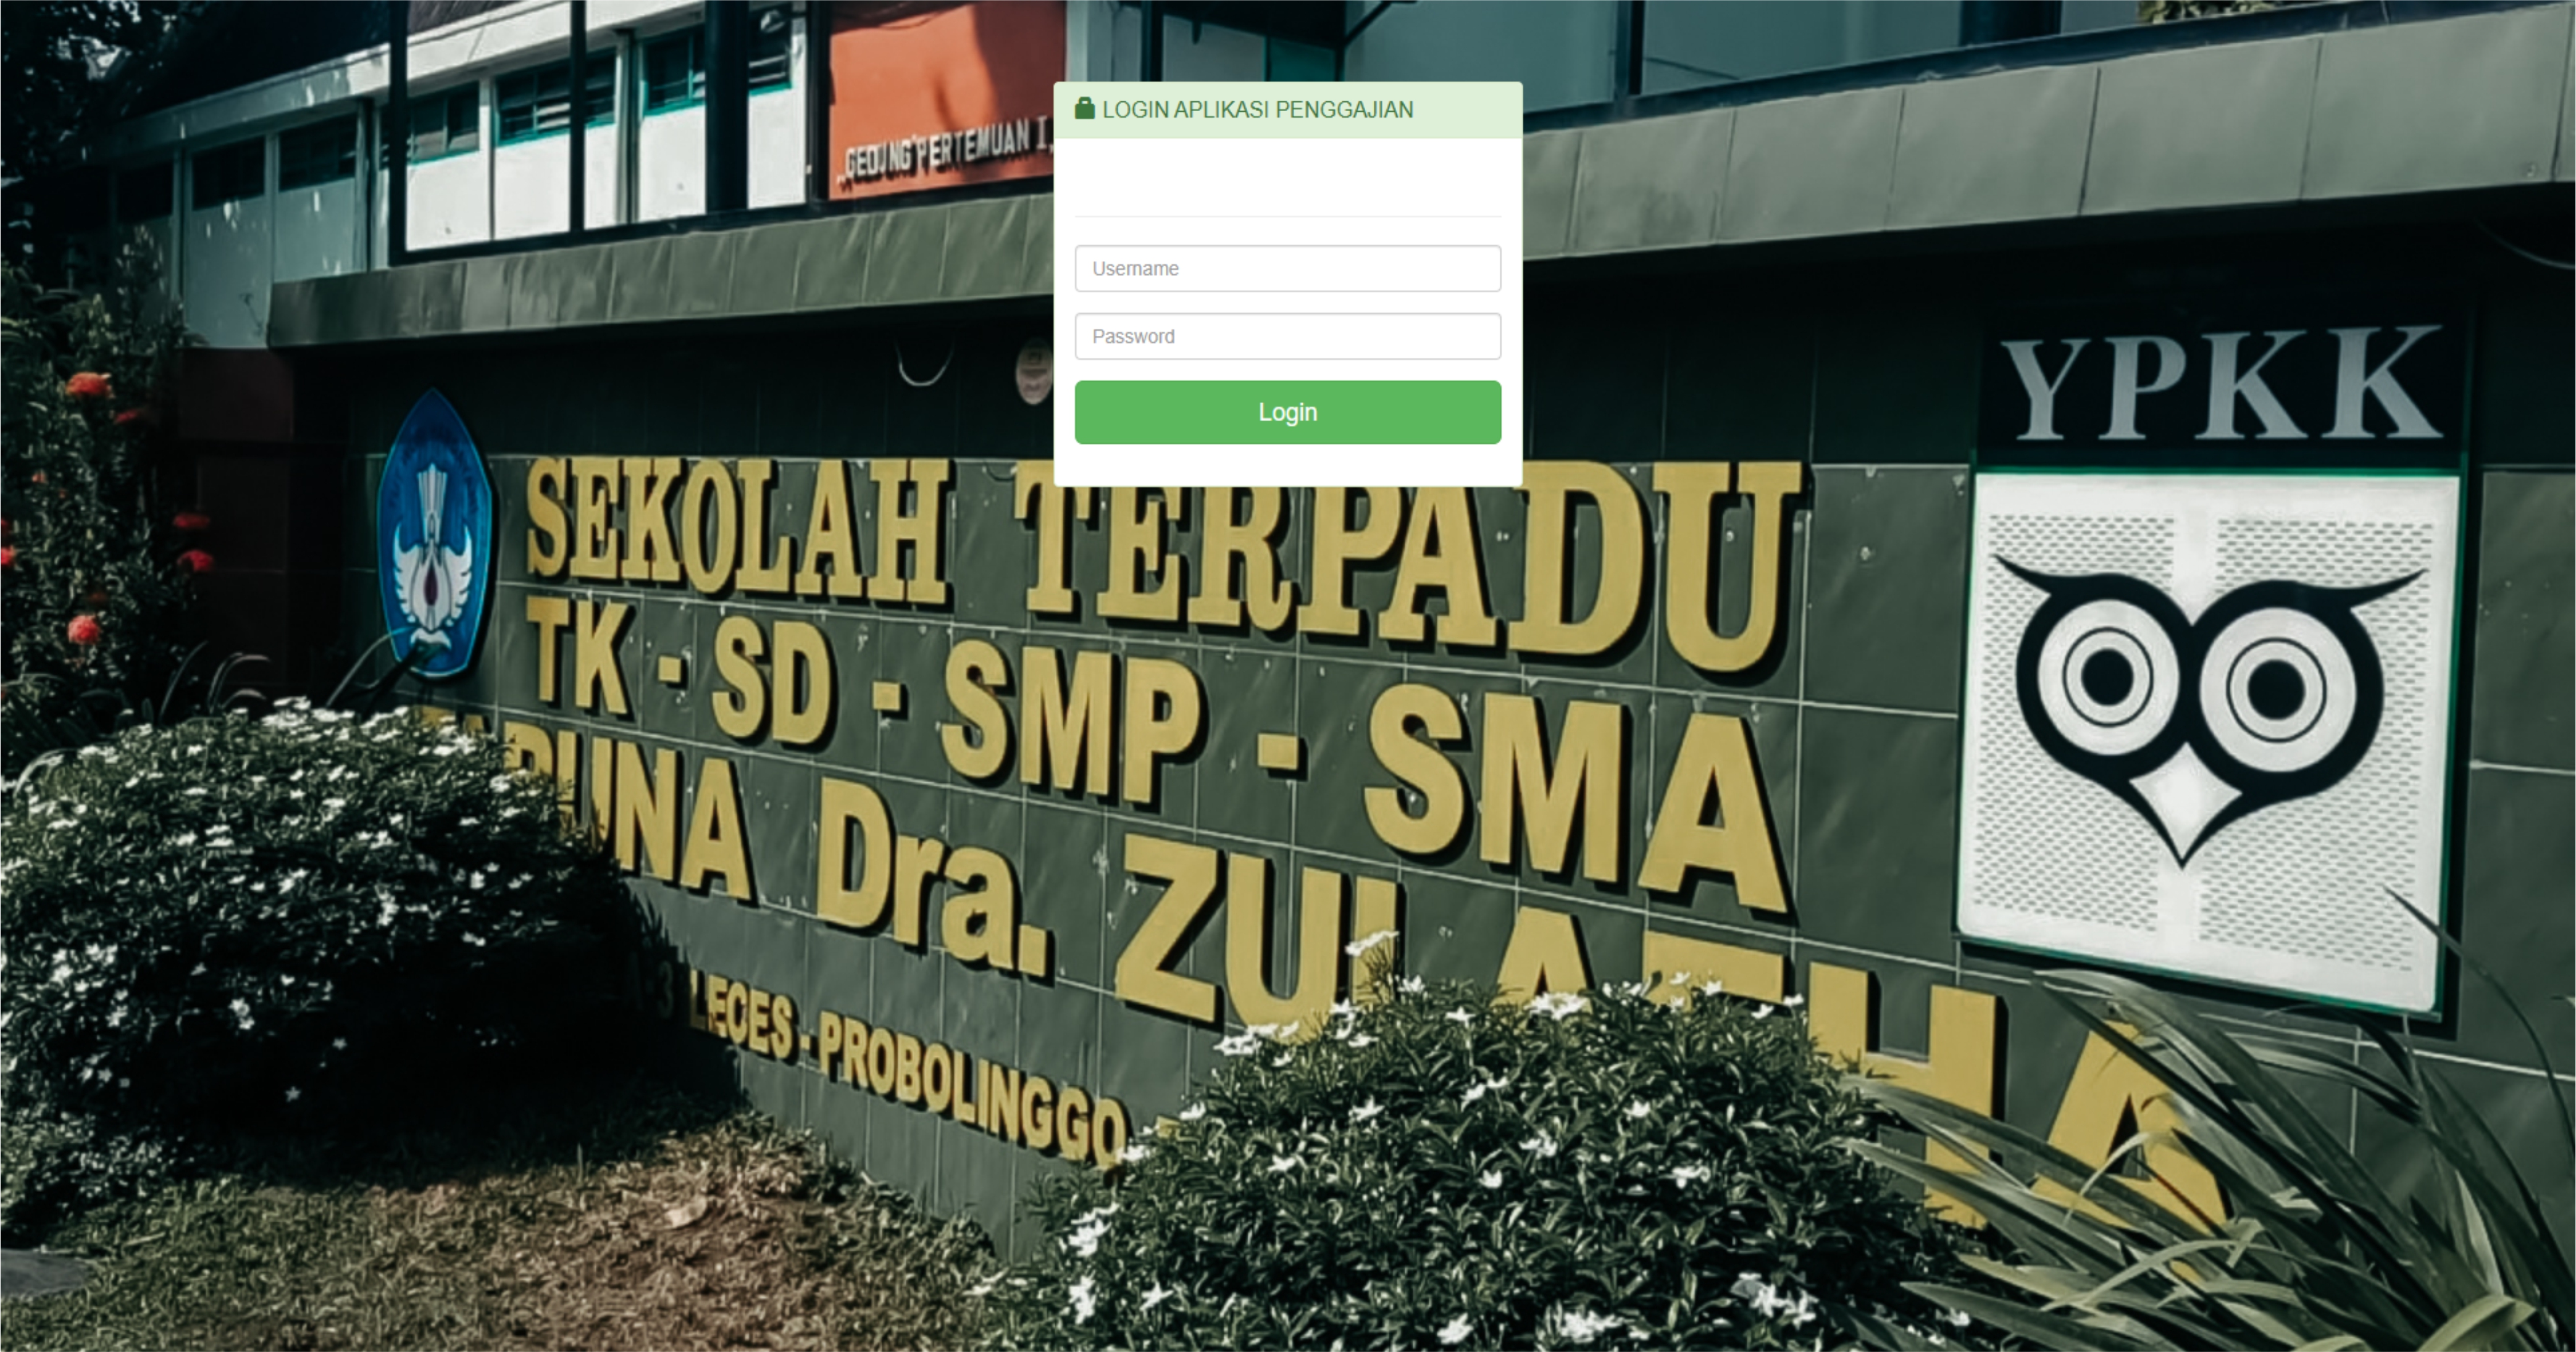 LOGIN APLIKASI PENGGAJIAN
Username
Password
Login
GEDUNG PERTEMUAN I,
YPKK
SEKOLAH TERPADU
TK - SD - SMP - SMA
Dra.
LECES - PROBOLINGGO